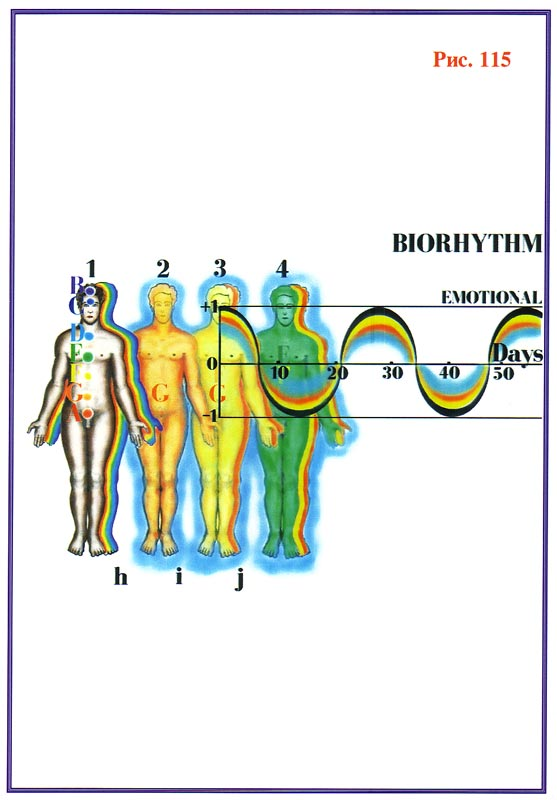 Рис. 115
BIORHYTHM
1 2 3 4
EMOTIONAL
B
C
D
E
F
G
A
G
G
E
+1
0
-1
Days
10 20 30 40 50
h i j